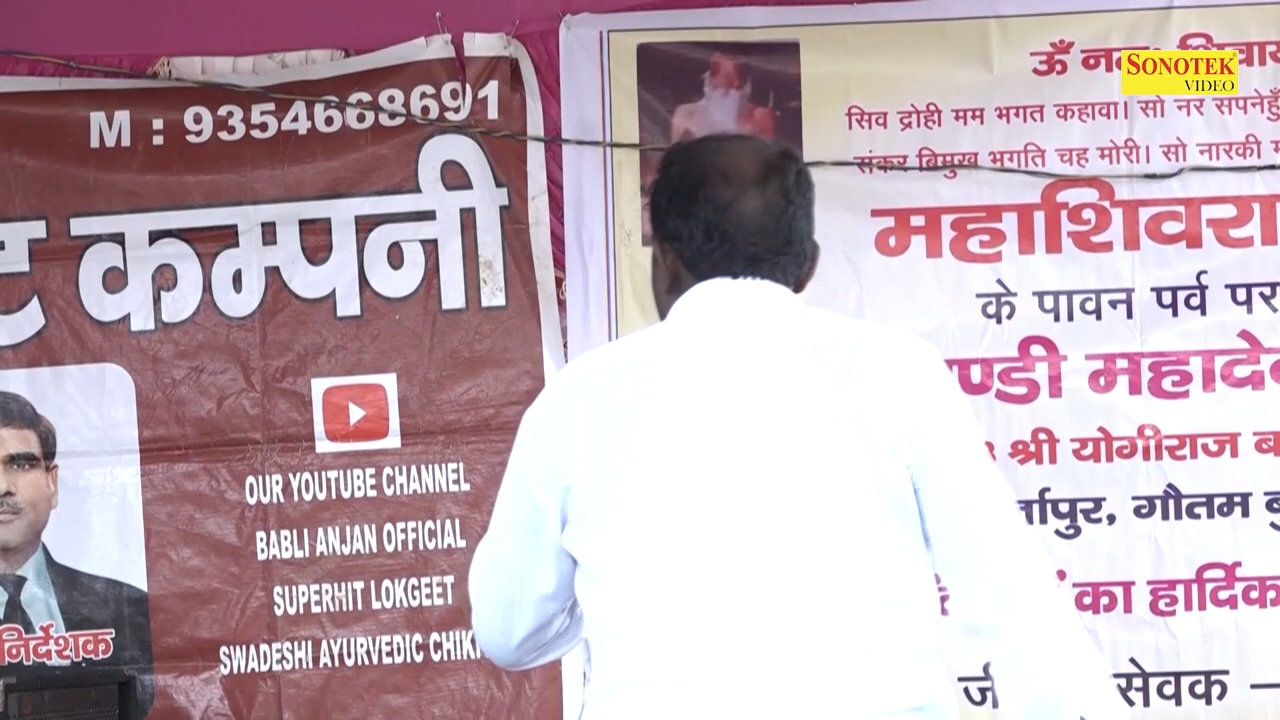 M : 9354668691
कम्पनी
OUR YOUTUBE CHANNEL
BABLI ANJAN OFFICIAL
SUPERHIT LOKGEET
SWADESHI AYURVEDIC
निर्देशक
SONOTEK
VIDEO
ऊँ
सिव द्रोही मम भगत कहावा। सो नर सपनेहुँ
संकर बिमुख भगति चह मोरी। सो नारकी
महाशिवरा
के पावन पर्व पर
ण्डी महादे
श्री योगीराज
र्तापुर, गौतम
का हार्दिक
सेवक –